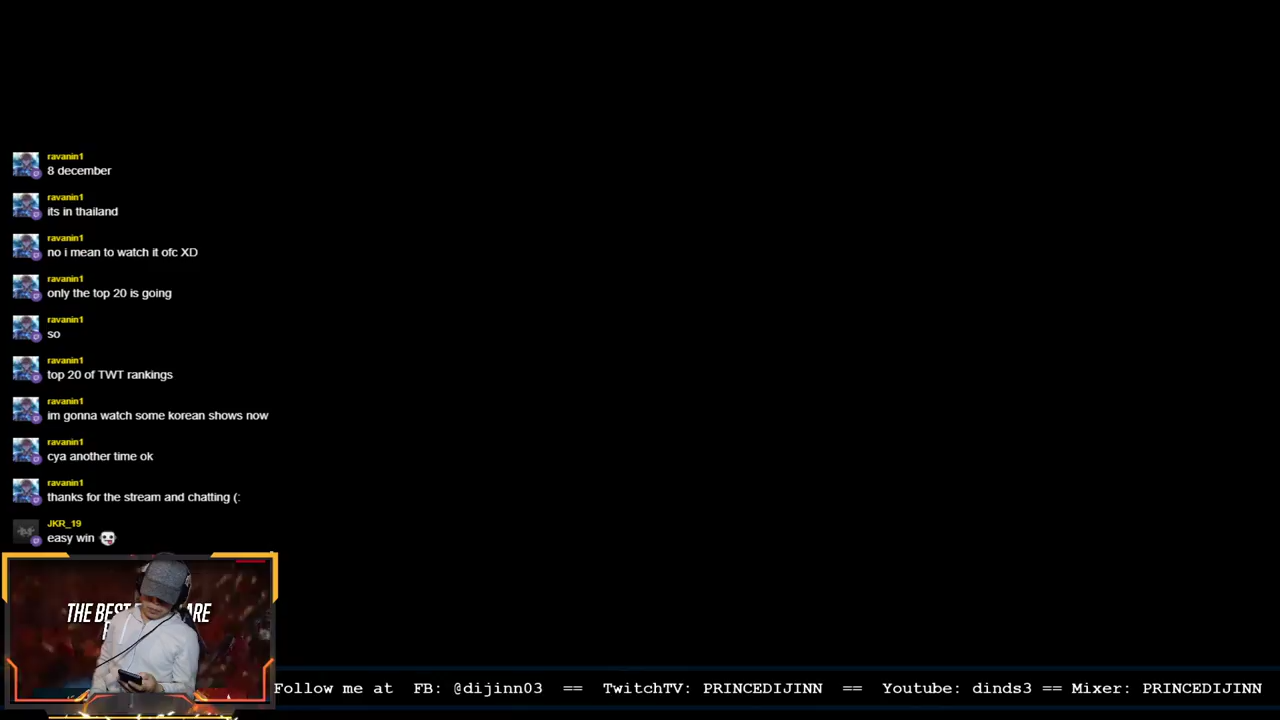 ravanin1
8 december
ravanin1
its in thailand
ravanin1
no i mean to watch it ofc XD
ravanin1
only the top 20 is going
ravanin1
so
ravanin1
top 20 of TWT rankings
ravanin1
im gonna watch some korean shows now
ravanin1
cya another time ok
ravanin1
thanks for the stream and chatting (:
JKR_19
easy win
THE BEST ARE
Follow me at FB: @dijinn03 == TwitchTV: PRINCEDIJINN == Youtube: dinds3 == Mixer: PRINCEDIJINN